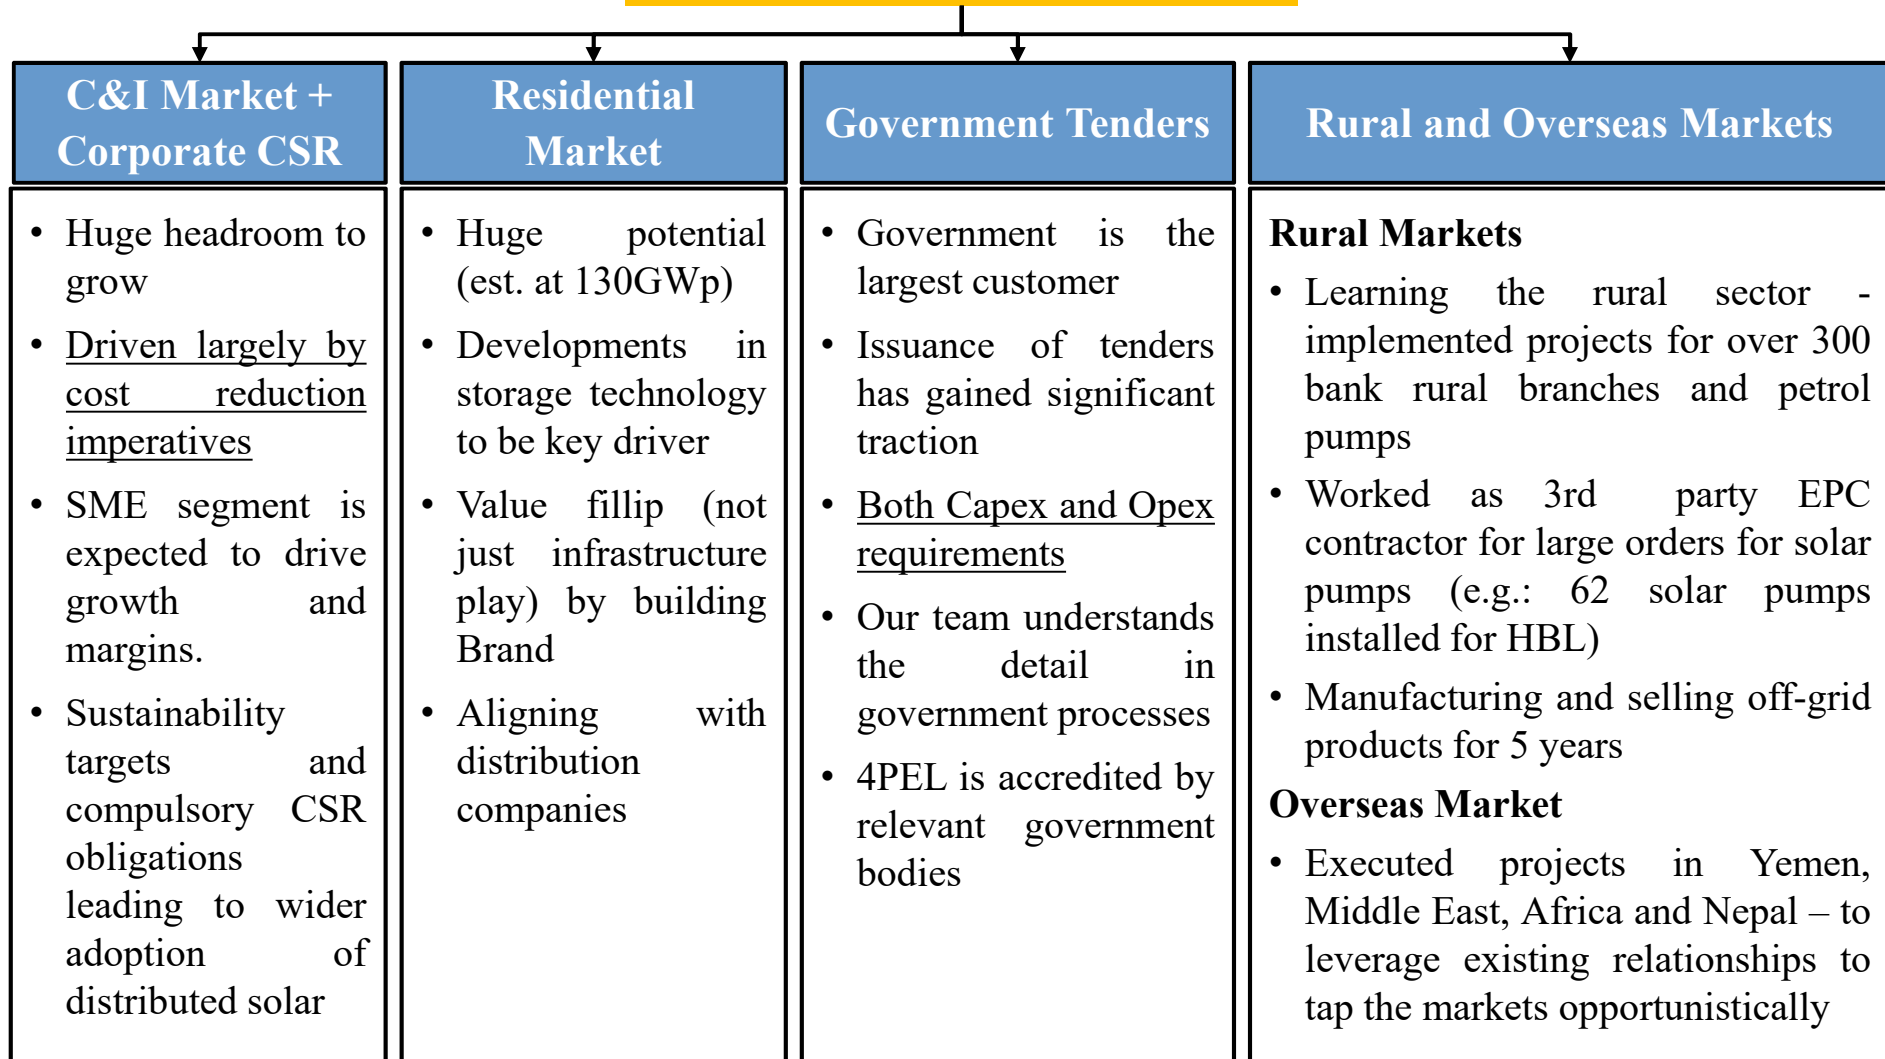 C&I Market +
Corporate CSR
• Huge headroom to
grow
• Driven largely by
cost reduction
imperatives
• SME segment is
expected to drive
growth and
margins.
• Sustainability
targets and
compulsory CSR
obligations
leading to wider
adoption of
distributed solar
Residential
Market
• Huge potential
(est. at 130GWp)
• Developments in
storage technology
to be key driver
• Value fillip (not
just infrastructure
play) by building
Brand
• Aligning with
distribution
companies
Government Tenders
• Government is the
largest customer
• Issuance of tenders
has gained significant
traction
• Both Capex and Opex
requirements
• Our team understands
the detail in
government processes
• 4PEL is accredited by
relevant government
bodies
Rural and Overseas Markets
Rural Markets
• Learning the rural sector -
implemented projects for over 300
bank rural branches and petrol
pumps
• Worked as 3rd party EPC
contractor for large orders for solar
pumps (e.g.: 62 solar pumps
installed for HBL)
• Manufacturing and selling off-grid
products for 5 years
Overseas Market
• Executed projects in Yemen,
Middle East, Africa and Nepal – to
leverage existing relationships to
tap the markets opportunistically